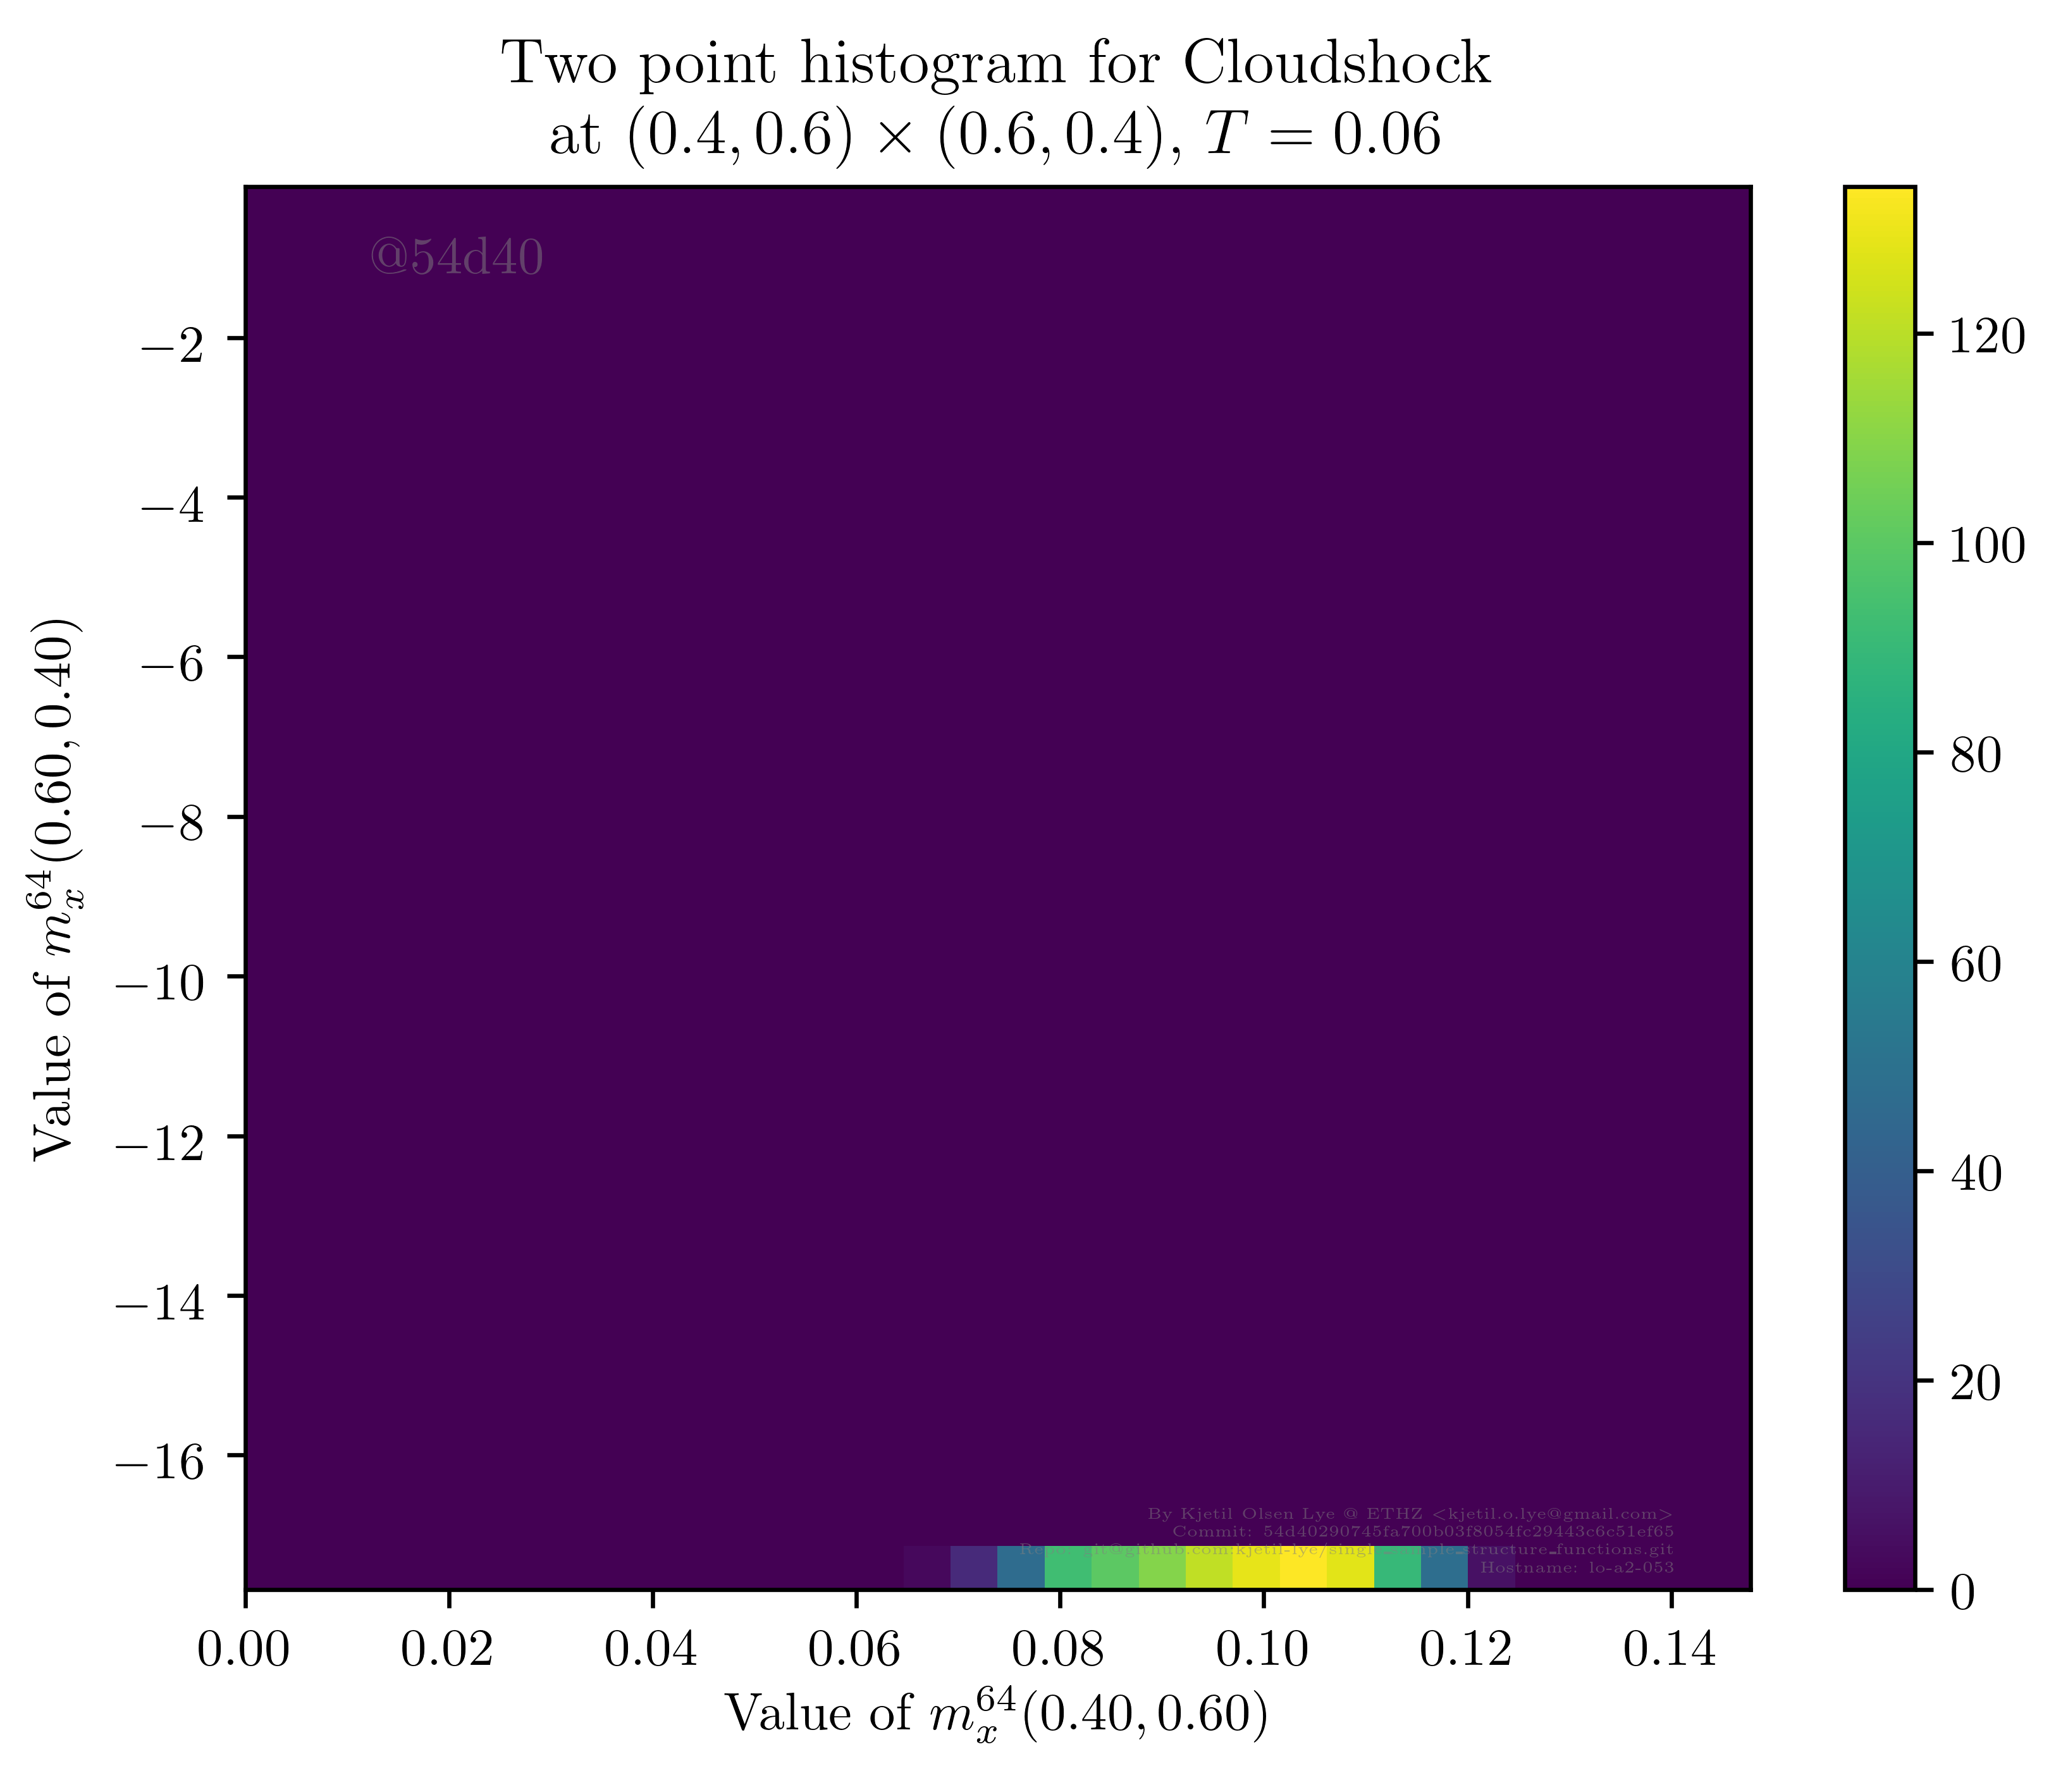 Two point histogram for Cloudshock
at (0.4, 0.6) × (0.6, 0.4), T = 0.06
@54d40
−2
−4
−6
−8
−10
−12
−14
−16
Value of m_x^64(0.60, 0.40)
By Kjetil Olsen Lye @ ETHZ <kjetil.o.lye@gmail.com>
Commit: 54d40290745fa700b03f8054fc29443c6c51ef65
Hostname: lo-a2-053
0.00 0.02 0.04 0.06 0.08 0.10 0.12 0.14
Value of m_x^64(0.40, 0.60)
120
100
80
60
40
20
0